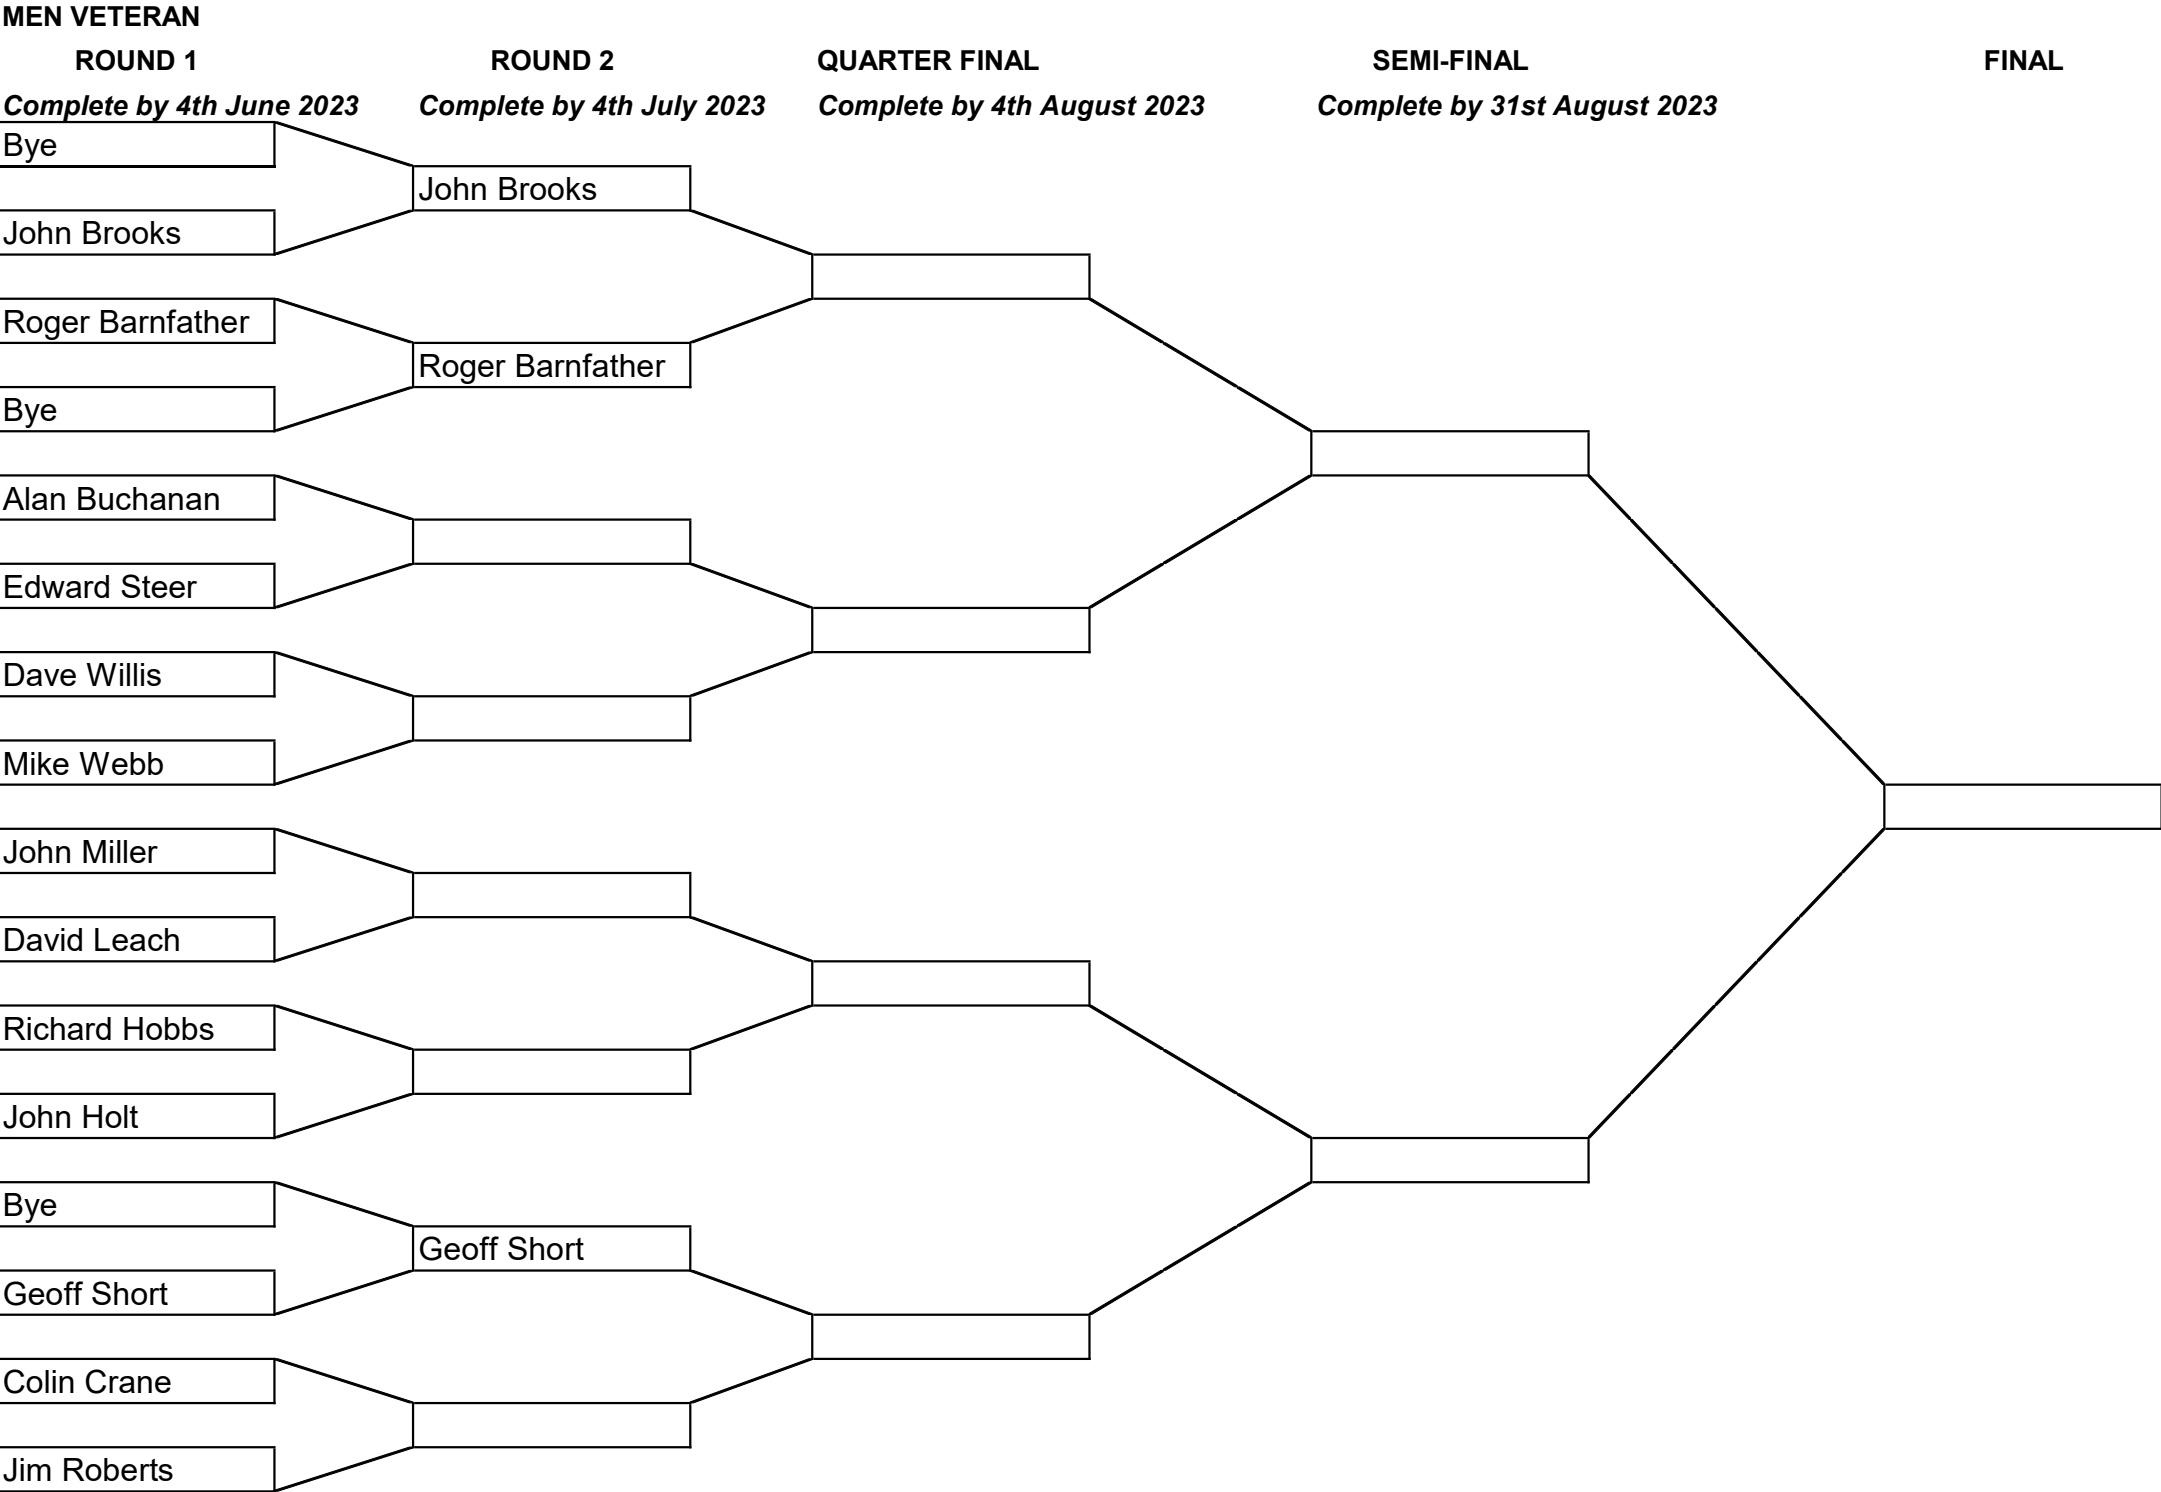 MEN VETERAN
ROUND 1 ROUND 2 QUARTER FINAL SEMI-FINAL FINAL
Complete by 4th June 2023 Complete by 4th July 2023 Complete by 4th August 2023 Complete by 31st August 2023
Bye
John Brooks
John Brooks
Roger Barnfather
Roger Barnfather
Bye
Alan Buchanan
Edward Steer
Dave Willis
Mike Webb
John Miller
David Leach
Richard Hobbs
John Holt
Bye
Geoff Short
Geoff Short
Colin Crane
Jim Roberts